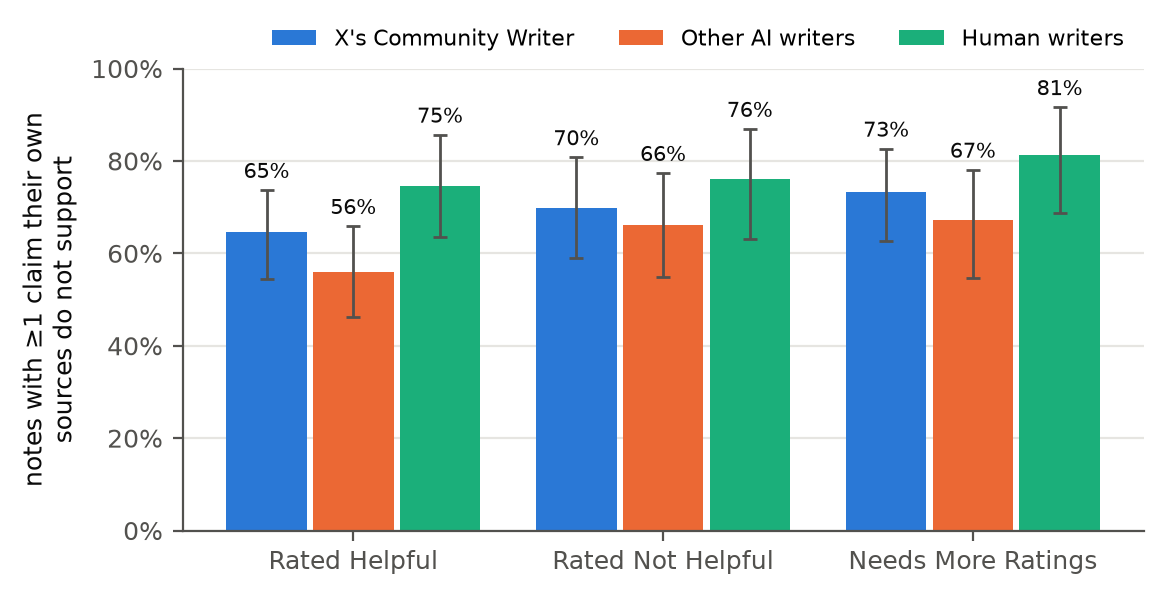 X's Community Writer Other AI writers Human writers
notes with ≥1 claim their own
sources do not support
100%
80%
60%
40%
20%
0%
65%
56%
75%
70%
66%
76%
73%
67%
81%
Rated Helpful
Rated Not Helpful
Needs More Ratings